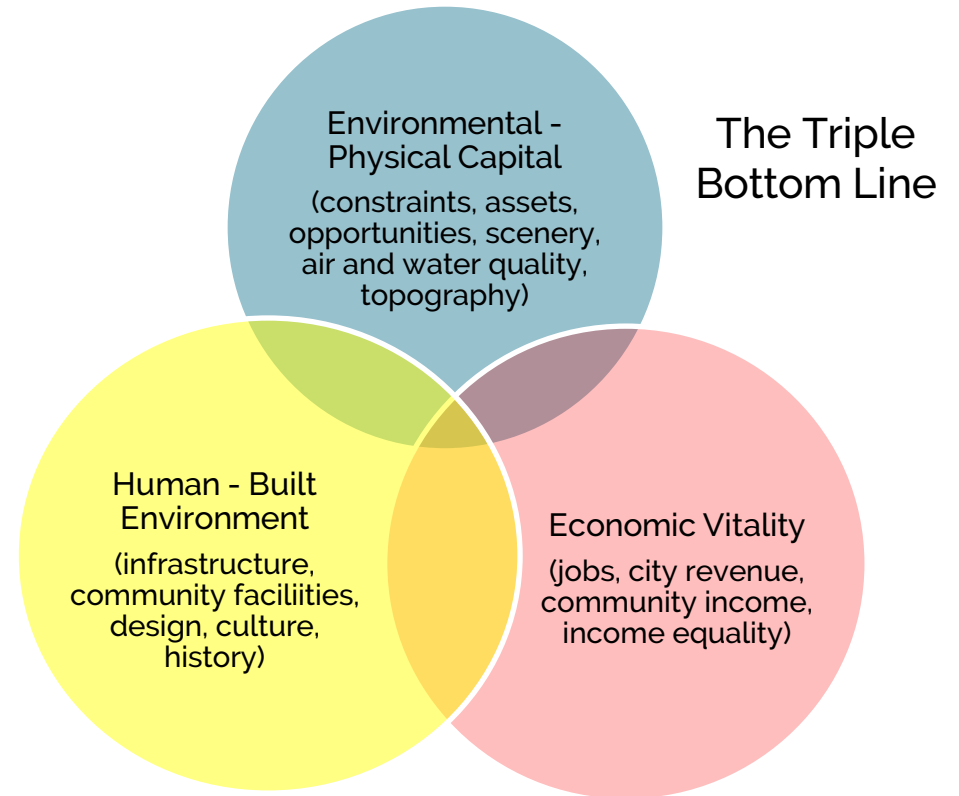 The Triple
Bottom Line
Environmental -
Physical Capital
(constraints, assets,
opportunities, scenery,
air and water quality,
topography)
Human - Built
Environment
(infrastructure,
community faciliities,
design, culture,
history)
Economic Vitality
(jobs, city revenue,
community income,
income equality)